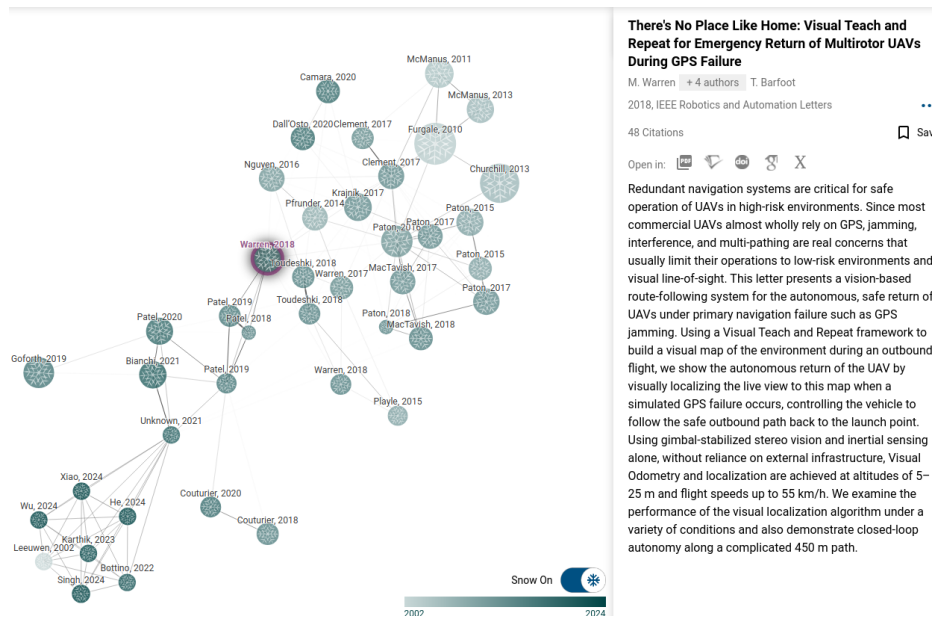 McManus, 2011
Camara, 2020
McManus, 2013
Dall'Osto, 2020
Clement, 2017
Furgale, 2010
Nguyen, 2016
Clement, 2017
Churchill, 2013
Krajník, 2017
Pfrunder, 2014
Paton, 2015
Paton, 2016
Paton, 2017
Warren, 2018
Toudeshki, 2018
Warren, 2017
MacTavish, 2017
Paton, 2015
Paton, 2017
Patel, 2019
Toudeshki, 2018
Patel, 2020
Patel, 2018
Paton, 2018
MacTavish, 2018
Goforth, 2019
Bianchi, 2021
Patel, 2019
Warren, 2018
Playle, 2015
Unknown, 2021
Xiao, 2024
Couturier, 2020
Wu, 2024
He, 2024
Couturier, 2018
Karthik, 2023
Leeuwen, 2002
Bottino, 2022
Singh, 2024
Snow On
2002
2024
There's No Place Like Home: Visual Teach and
Repeat for Emergency Return of Multirotor UAVs
During GPS Failure
M. Warren + 4 authors T. Barfoot
2018, IEEE Robotics and Automation Letters
48 Citations
Sav
Open in: PDF doi g X
Redundant navigation systems are critical for safe
operation of UAVs in high-risk environments. Since most
commercial UAVs almost wholly rely on GPS, jamming,
interference, and multi-pathing are real concerns that
usually limit their operations to low-risk environments and
visual line-of-sight. This letter presents a vision-based
route-following system for the autonomous, safe return of
UAVs under primary navigation failure such as GPS
jamming. Using a Visual Teach and Repeat framework to
build a visual map of the environment during an outbound
flight, we show the autonomous return of the UAV by
visually localizing the live view to this map when a
simulated GPS failure occurs, controlling the vehicle to
follow the safe outbound path back to the launch point.
Using gimbal-stabilized stereo vision and inertial sensing
alone, without reliance on external infrastructure, Visual
Odometry and localization are achieved at altitudes of 5–
25 m and flight speeds up to 55 km/h. We examine the
performance of the visual localization algorithm under a
variety of conditions and also demonstrate closed-loop
autonomy along a complicated 450 m path.